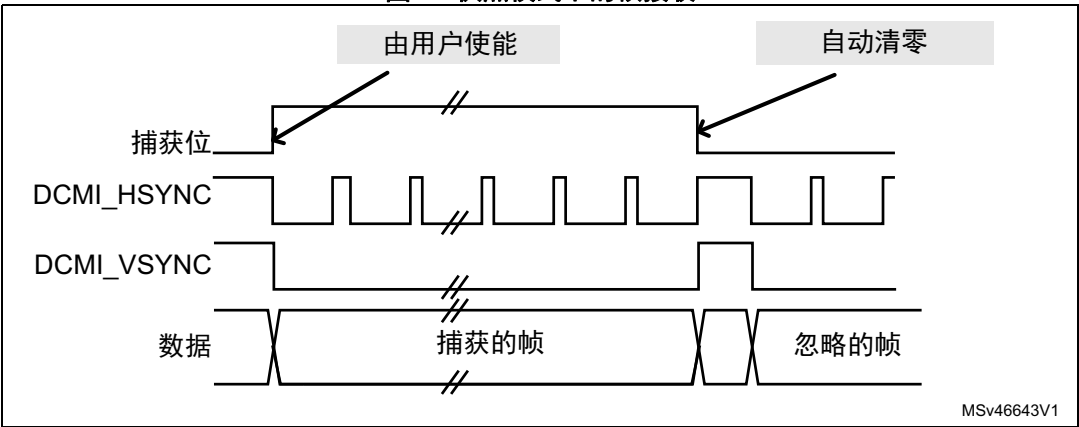 由用户使能
自动清零
捕获位
DCMI_HSYNC
DCMI_VSYNC
数据
捕获的帧
忽略的帧
MSv46643V1